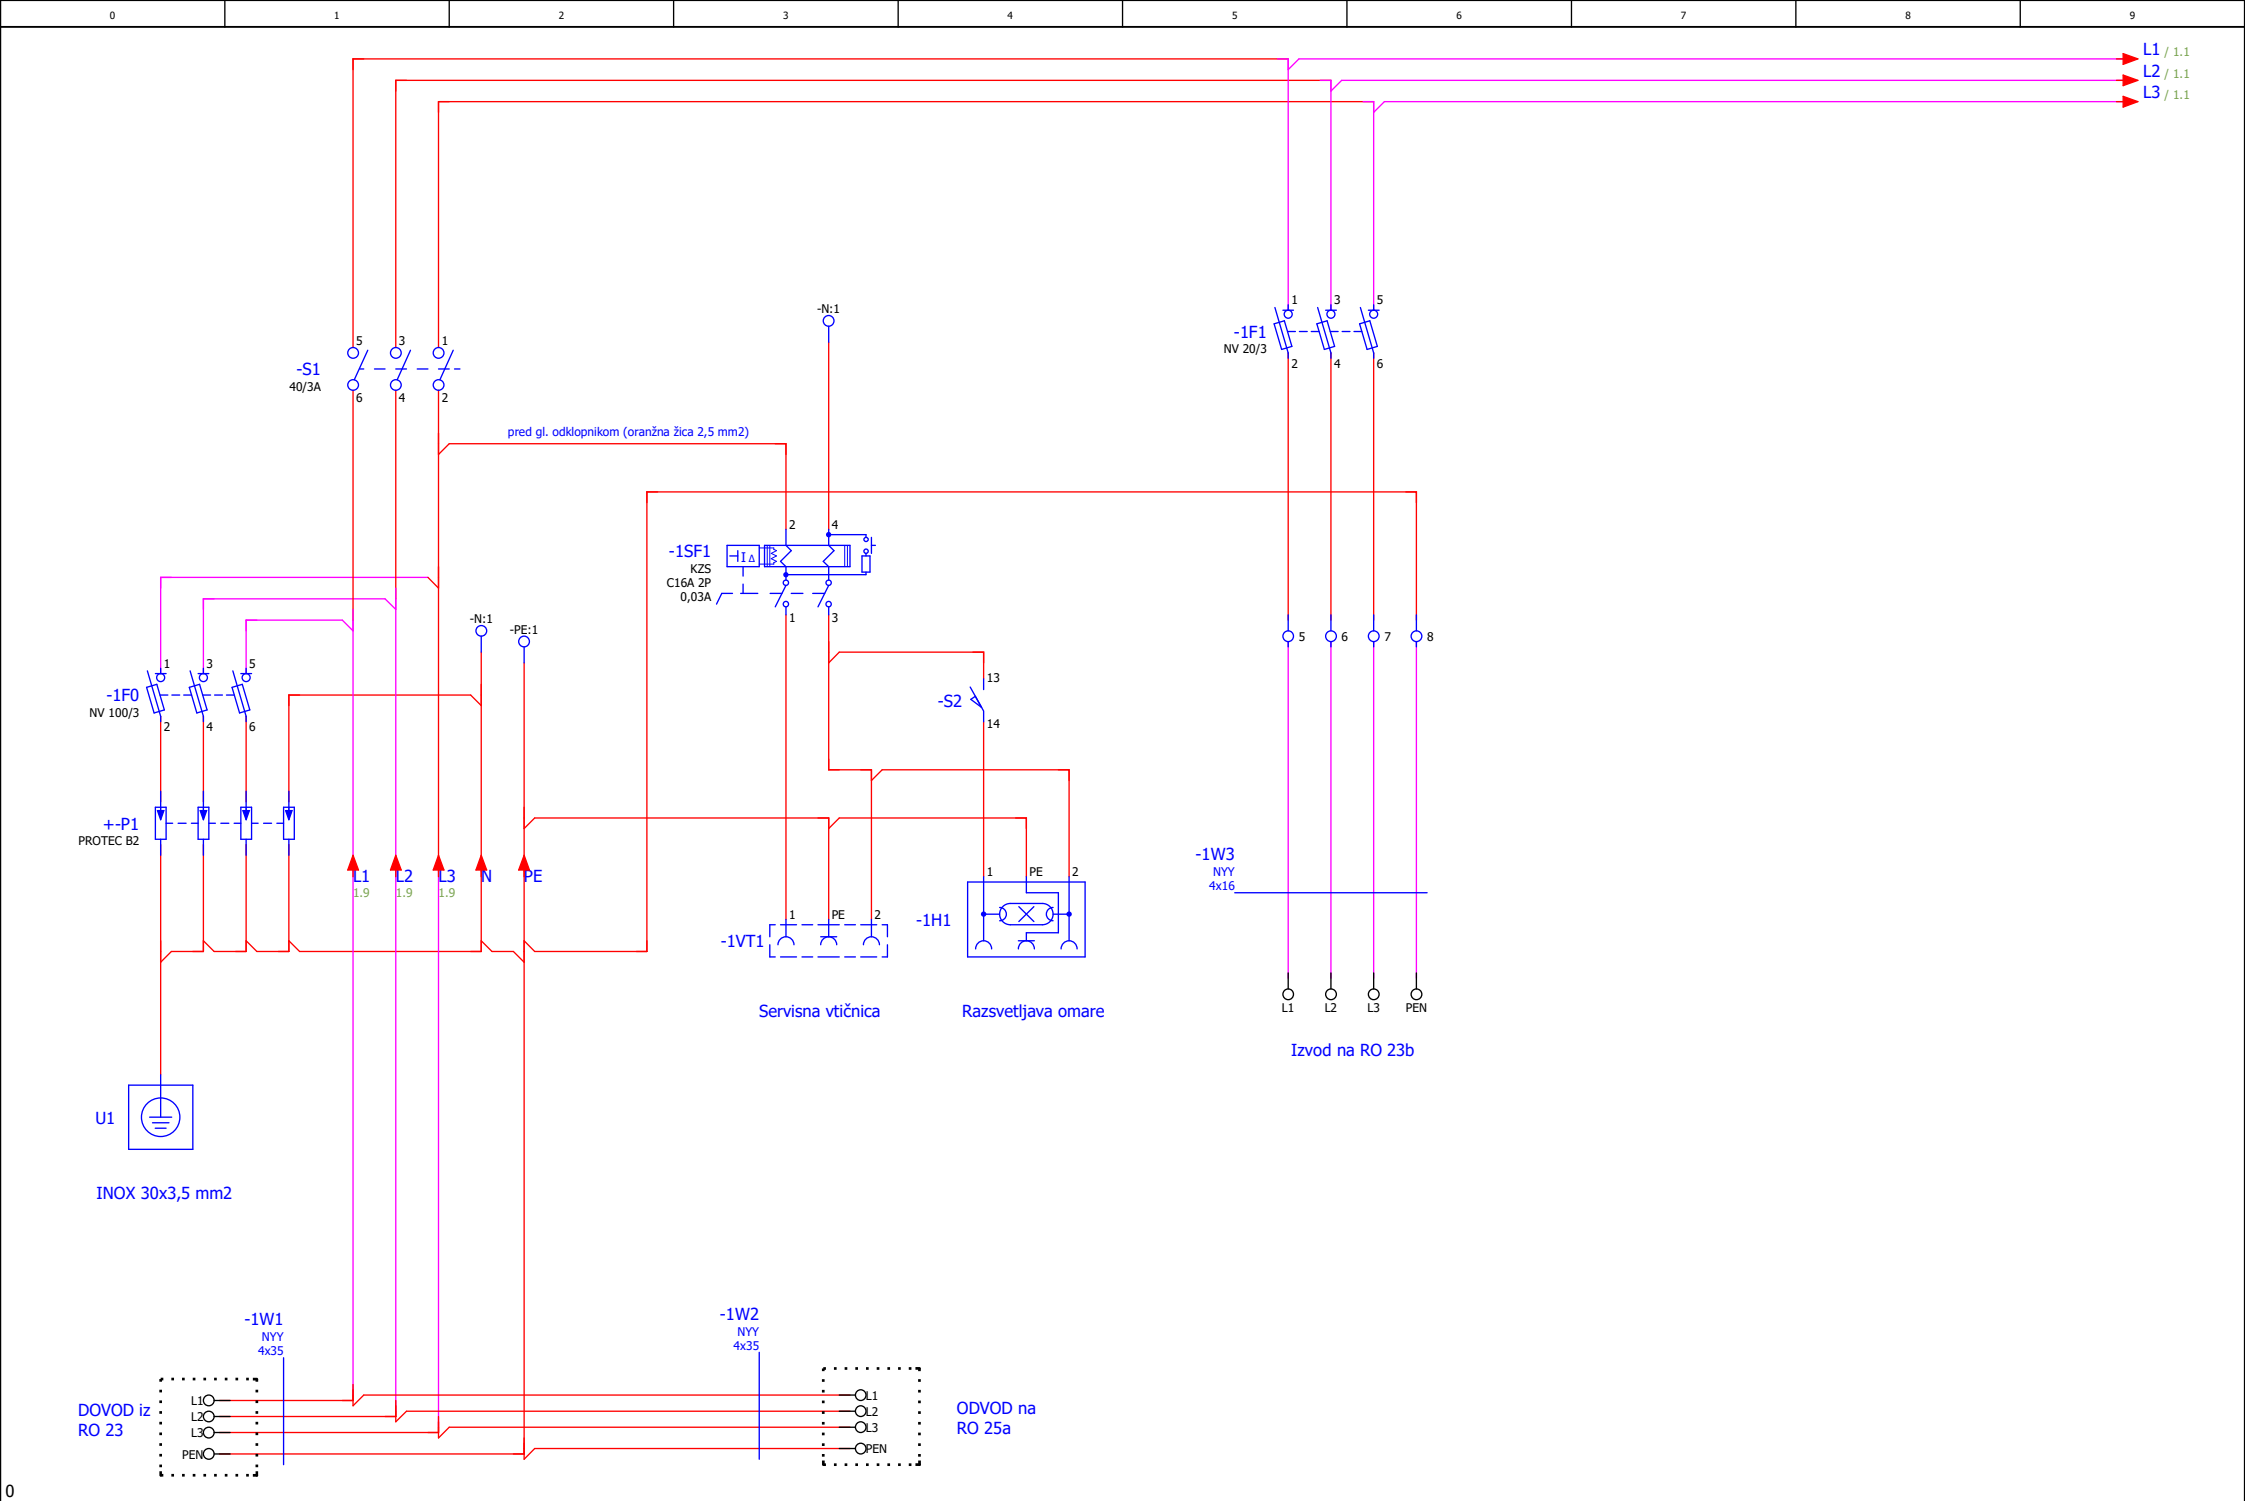 0 1 2 3 4 5 6 7 8 9
L1 / 1.1
L2 / 1.1
L3 / 1.1
-N:1
1 3 5
-1F1
NV 20/3
2 4 6
5 3 1
-S1
40/3A
6 4 2
pred gl. odklopnikom (oranžna žica 2,5 mm2)
2 4
-1SF1
KZS
C16A 2P
0,03A
I Δ
1 3
-N:1
-PE:1
5 6 7 8
1 3 5
-1F0
NV 100/3
2 4 6
13
-S2
14
+-P1
PROTEC B2
L1 L2 L3 N PE
1.9 1.9 1.9
-1W3
NYY
4x16
1 PE 2
-1H1
1 PE 2
-1VT1
Servisna vtičnica
Razsvetljava omare
L1 L2 L3 PEN
Izvod na RO 23b
U1
INOX 30x3,5 mm2
-1W1
NYY
4x35
-1W2
NYY
4x35
DOVOD iz
RO 23
L1
L2
L3
PEN
L1
L2
L3
PEN
ODVOD na
RO 25a
0